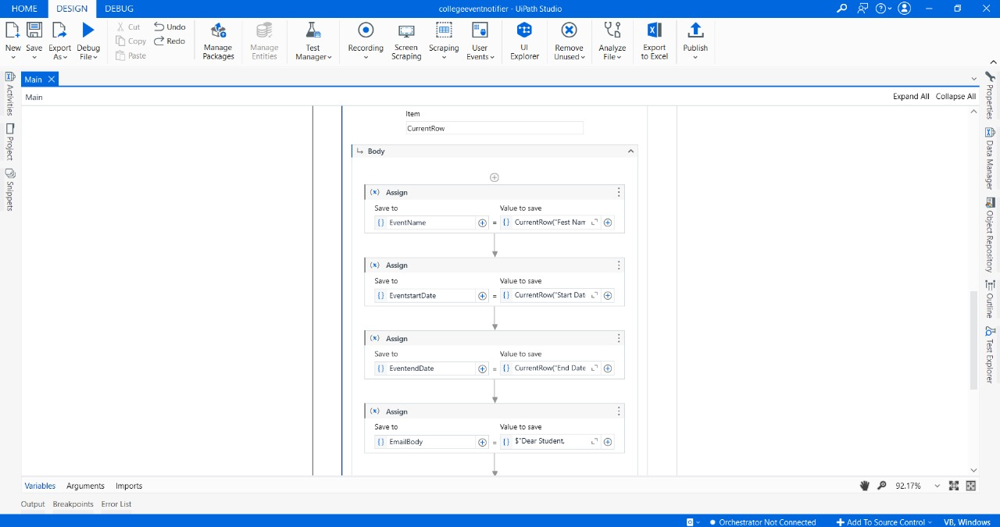 HOME DESIGN DEBUG collegeeventnotifier - UiPath Studio
New Save Export As Debug File Cut Copy Paste Undo Redo Manage Packages Manage Entities Test Manager Recording Screen Scraping Scraping User Events UI Explorer Remove Unused Analyze File Export to Excel Publish
Main
Main Expand All Collapse All
Activities
Project
Snippets
Item
CurrentRow
Body
Assign
Save to Value to save
EventName = CurrentRow("Fest Nam
Assign
Save to Value to save
EventstartDate = CurrentRow("Start Dat
Assign
Save to Value to save
EventendDate = CurrentRow("End Date
Assign
Save to Value to save
EmailBody = $"Dear Student,
Properties
Data Manager
Object Repository
Outline
Test Explorer
Variables Arguments Imports 92.17%
Output Breakpoints Error List
Orchestrator Not Connected Add To Source Control VB, Windows